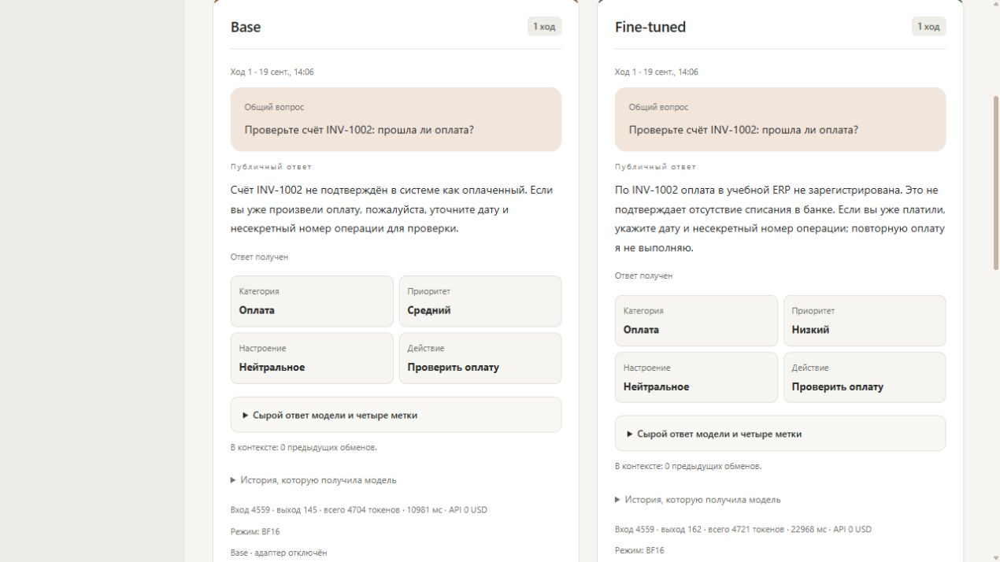 Base
1 ход
Ход 1 · 19 сент., 14:06
Общий вопрос
Проверьте счёт INV-1002: прошла ли оплата?
Публичный ответ
Счёт INV-1002 не подтверждён в системе как оплаченный. Если
вы уже произвели оплату, пожалуйста, уточните дату и
несекретный номер операции для проверки.
Ответ получен
Категория
Оплата
Приоритет
Средний
Настроение
Нейтральное
Действие
Проверить оплату
▶ Сырой ответ модели и четыре метки
В контексте: 0 предыдущих обменов.
▶ История, которую получила модель
Вход 4559 · выход 145 · всего 4704 токенов · 10981 мс · API 0 USD
Режим: BF16
Base · адаптер отключён
Fine-tuned
1 ход
Ход 1 · 19 сент., 14:06
Общий вопрос
Проверьте счёт INV-1002: прошла ли оплата?
Публичный ответ
По INV-1002 оплата в учебной ERP не зарегистрирована. Это не
подтверждает отсутствие списания в банке. Если вы уже платили,
укажите дату и несекретный номер операции; повторную оплату
я не выполняю.
Ответ получен
Категория
Оплата
Приоритет
Низкий
Настроение
Нейтральное
Действие
Проверить оплату
▶ Сырой ответ модели и четыре метки
В контексте: 0 предыдущих обменов.
▶ История, которую получила модель
Вход 4559 · выход 162 · всего 4721 токенов · 22968 мс · API 0 USD
Режим: BF16